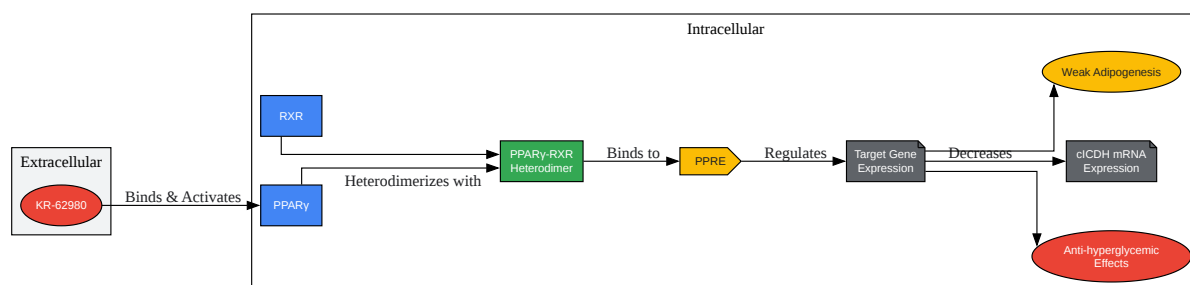 Intracellular
Extracellular
KR-62980
Binds & Activates
RXR
PPARγ
Heterodimerizes with
PPARγ-RXR
Heterodimer
Binds to
PPRE
Regulates
Target Gene
Expression
Decreases
Weak Adipogenesis
cICDH mRNA
Expression
Anti-hyperglycemic
Effects